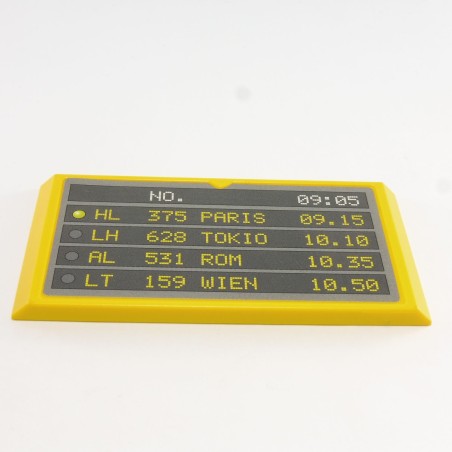 NO. 09:05
HL 375 PARIS 09.15
LH 628 TOKIO 10.10
AL 531 ROM 10.35
LT 159 WIEN 10.50